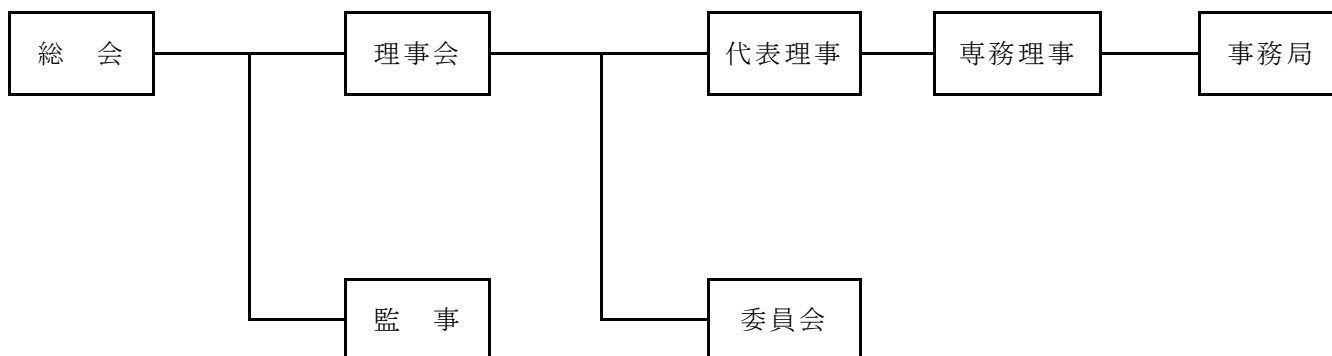 総　会
理事会
代表理事
専務理事
事務局
監　事
委員会